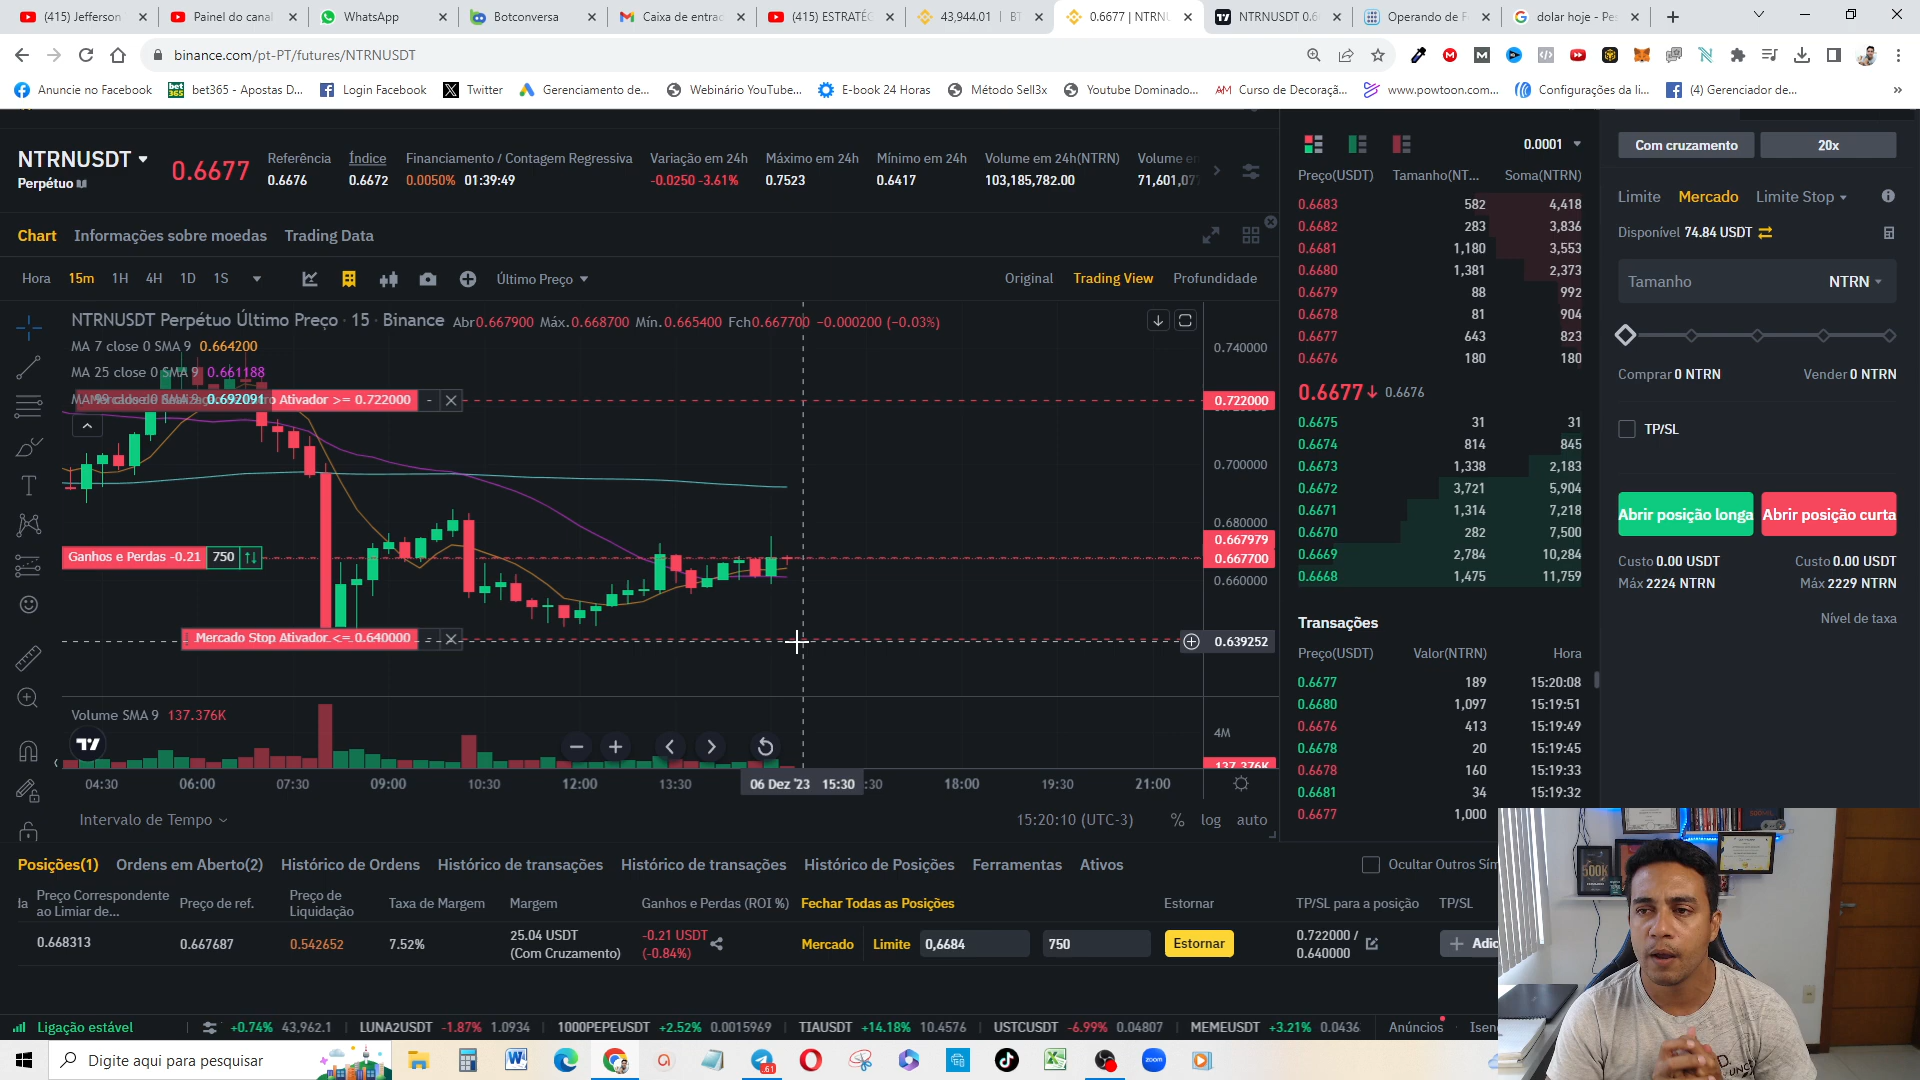 (415) Jefferson
Painel do canal
WhatsApp
Botconversa
Caixa de entrad
(415) ESTRATÉG
43,944.01 | BT
0.6677 | NTRNU
NTRNUSDT 0.6
Operando de F
dolar hoje - Pes
binance.com/pt-PT/futures/NTRNUSDT
Anuncie no Facebook
bet365 - Apostas D...
Login Facebook
Twitter
Gerenciamento de...
Webinário YouTube...
E-book 24 Horas
Método Sell3x
Youtube Dominado...
AM Curso de Decoraçã...
www.powtoon.com...
Configurações da li...
(4) Gerenciador de...
NTRNUSDT
Perpétuo
0.6677
Referência
0.6676
Índice
0.6672
Financiamento / Contagem Regressiva
0.0050% 01:39:49
Variação em 24h
-0.0250 -3.61%
Máximo em 24h
0.7523
Mínimo em 24h
0.6417
Volume em 24h(NTRN)
103,185,782.00
Volume em
71,601,07
Chart Informações sobre moedas Trading Data
Hora 15m 1H 4H 1D 1S
Último Preço
Original Trading View Profundidade
NTRNUSDT Perpétuo Último Preço · 15 · Binance Abr0.667900 Máx.0.668700 Mín.0.665400 Fch0.667700 −0.000200 (−0.03%)
MA 7 close 0 SMA 9 0.664200
MA 25 close 0 SMA 9 0.661188
MA 99 close 0 SMA 9 0.692091
Ativador >= 0.722000 -
Ganhos e Perdas -0.21 750
Mercado Stop Ativador <= 0.640000 -
0.740000
0.722000
0.700000
0.680000
0.667979
0.667700
0.660000
0.639252
Volume SMA 9 137.376K
4M
137.376K
04:30 06:00 07:30 09:00 10:30 12:00 13:30 06 Dez '23 15:30 :30 18:00 19:30 21:00
Intervalo de Tempo
15:20:10 (UTC-3) % log auto
0.0001
Preço(USDT) Tamanho(NT... Soma(NTRN)
0.6683 582 4,418
0.6682 283 3,836
0.6681 1,180 3,553
0.6680 1,381 2,373
0.6679 88 992
0.6678 81 904
0.6677 643 823
0.6676 180 180
0.6677 0.6676
0.6675 31 31
0.6674 814 845
0.6673 1,338 2,183
0.6672 3,721 5,904
0.6671 1,314 7,218
0.6670 282 7,500
0.6669 2,784 10,284
0.6668 1,475 11,759
Transações
Preço(USDT) Valor(NTRN) Hora
0.6677 189 15:20:08
0.6680 1,097 15:19:51
0.6676 413 15:19:49
0.6678 20 15:19:45
0.6678 160 15:19:33
0.6681 34 15:19:32
0.6677 1,000
Com cruzamento 20x
Limite Mercado Limite Stop
Disponível 74.84 USDT
Tamanho NTRN
Comprar 0 NTRN Vender 0 NTRN
TP/SL
Abrir posição longa Abrir posição curta
Custo 0.00 USDT Custo 0.00 USDT
Máx 2224 NTRN Máx 2229 NTRN
Nível de taxa
Posições(1) Ordens em Aberto(2) Histórico de Ordens Histórico de transações Histórico de transações Histórico de Posições Ferramentas Ativos
Ocultar Outros Sím
Preço Correspondente
ao Limiar de...
Preço de ref.
Preço de
Liquidação
Taxa de Margem
Margem
Ganhos e Perdas (ROI %)
Fechar Todas as Posições
Estornar
TP/SL para a posição
TP/SL
0.668313
0.667687
0.542652
7.52%
25.04 USDT
(Com Cruzamento)
-0.21 USDT
(-0.84%)
Mercado Limite 0,6684 750 Estornar
0.722000 /
0.640000
Adic
Ligação estável
+0.74% 43,962.1 LUNA2USDT -1.87% 1.0934 1000PEPEUSDT +2.52% 0.0015969 TIAUSDT +14.18% 10.4576 USTCUSDT -6.99% 0.04807 MEMEUSDT +3.21% 0.0436
Anúncios Isen
Digite aqui para pesquisar
61
zoom
500K